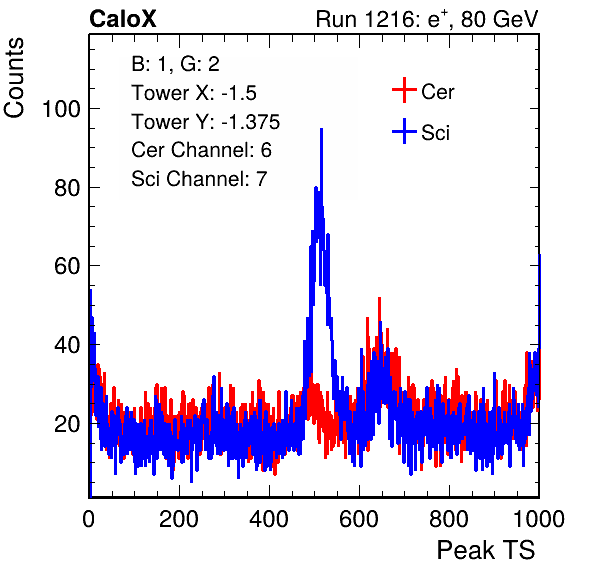 CaloX Run 1216: e⁺, 80 GeV
Counts
B: 1, G: 2
Tower X: -1.5
Tower Y: -1.375
Cer Channel: 6
Sci Channel: 7
Cer
Sci
100
80
60
40
20
0 200 400 600 800 1000
Peak TS